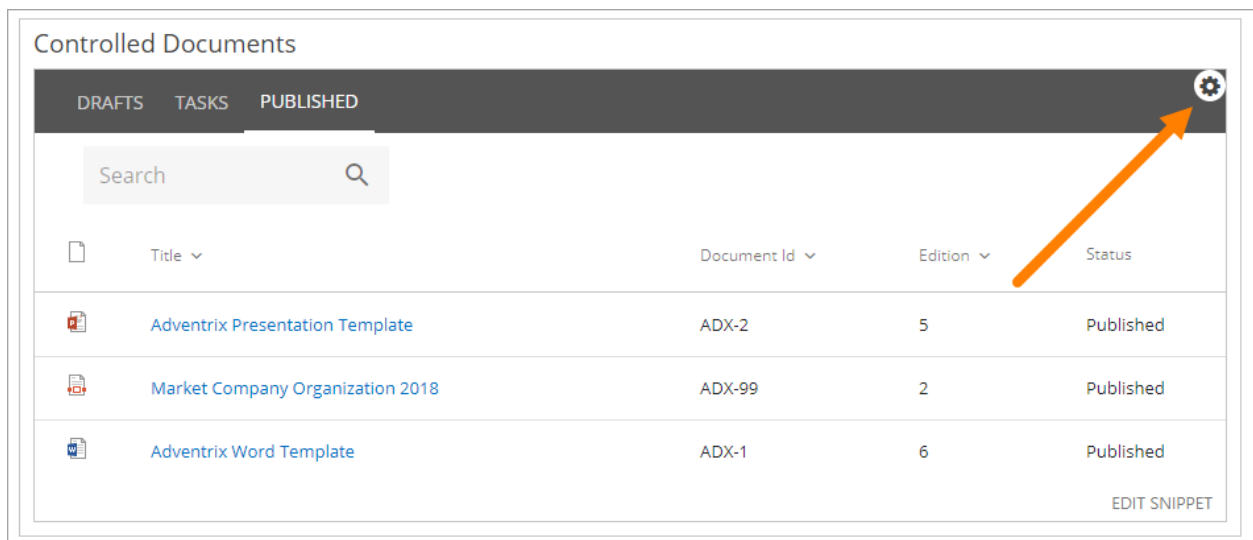 Controlled Documents
DRAFTS TASKS PUBLISHED
Search
Title Document Id Edition Status
Adventrix Presentation Template ADX-2 5 Published
Market Company Organization 2018 ADX-99 2 Published
Adventrix Word Template ADX-1 6 Published
EDIT SNIPPET